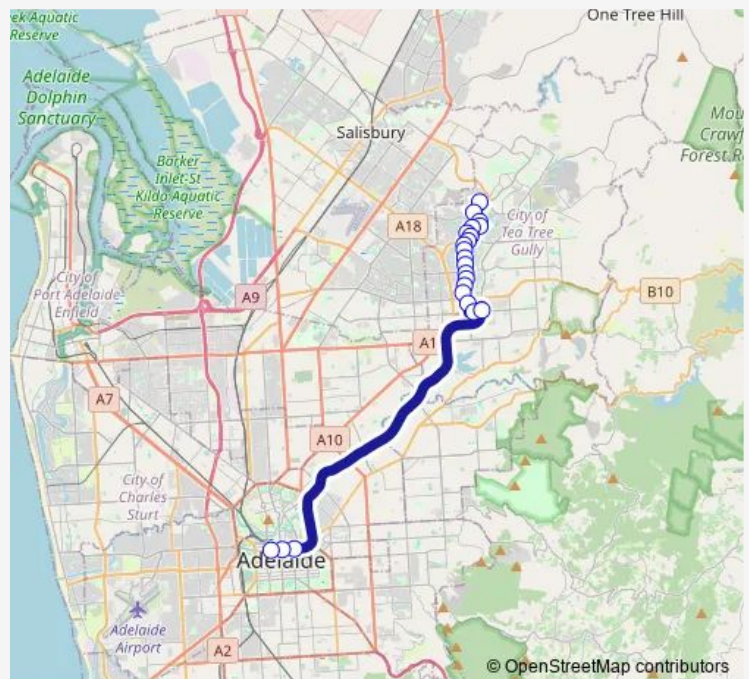 One Tree Hill
ek Aquatic
Reserve
Adelaide
Dolphin
Sanctuary
Salisbury
Mou
Crawf
Forest R
Barker
Inlet-St
Kilda Aquatic
Reserve
A18
City of
Tea Tree
Gully
City of
Port Adelaide
Enfield
A9
B10
A1
A7
A10
City of
Charles
Sturt
Adelaide
Adelaide
Airport
A2
© OpenStreetMap contributors